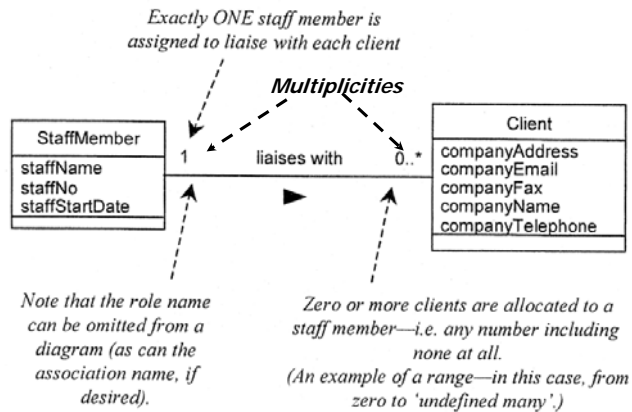 Exactly ONE staff member is
assigned to liaise with each client
Multiplicities
StaffMember
staffName
staffNo
staffStartDate
1
liaises with
0..*
Client
companyAddress
companyEmail
companyFax
companyName
companyTelephone
Note that the role name
can be omitted from a
diagram (as can the
association name, if
desired).
Zero or more clients are allocated to a
staff member—i.e. any number including
none at all.
(An example of a range—in this case, from
zero to ‘undefined many’.)